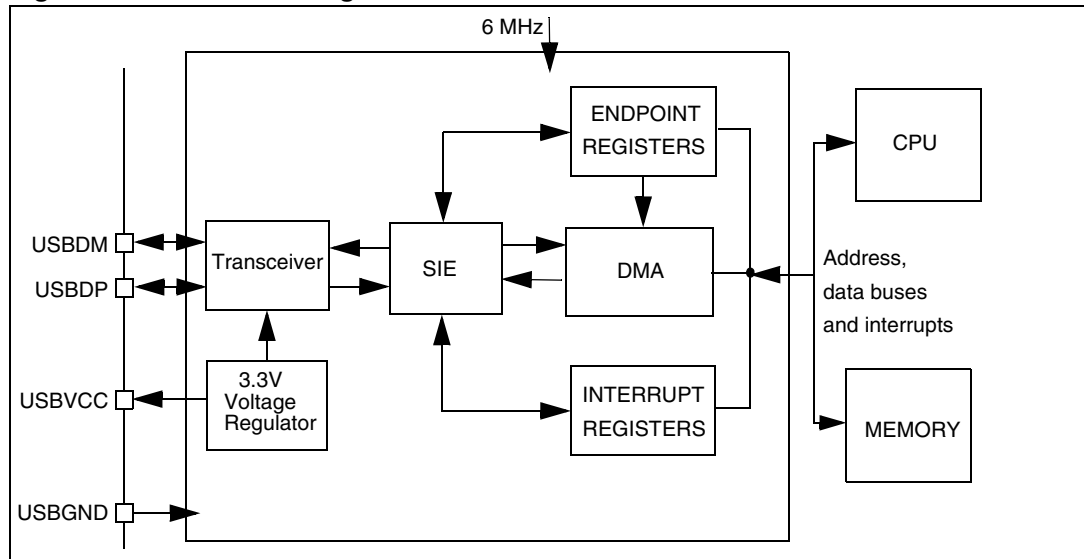 6 MHz
ENDPOINT
REGISTERS
CPU
USBDM
Transceiver
SIE
DMA
USBDP
Address,
data buses
and interrupts
3.3V
Voltage
Regulator
USBVCC
INTERRUPT
REGISTERS
MEMORY
USBGND